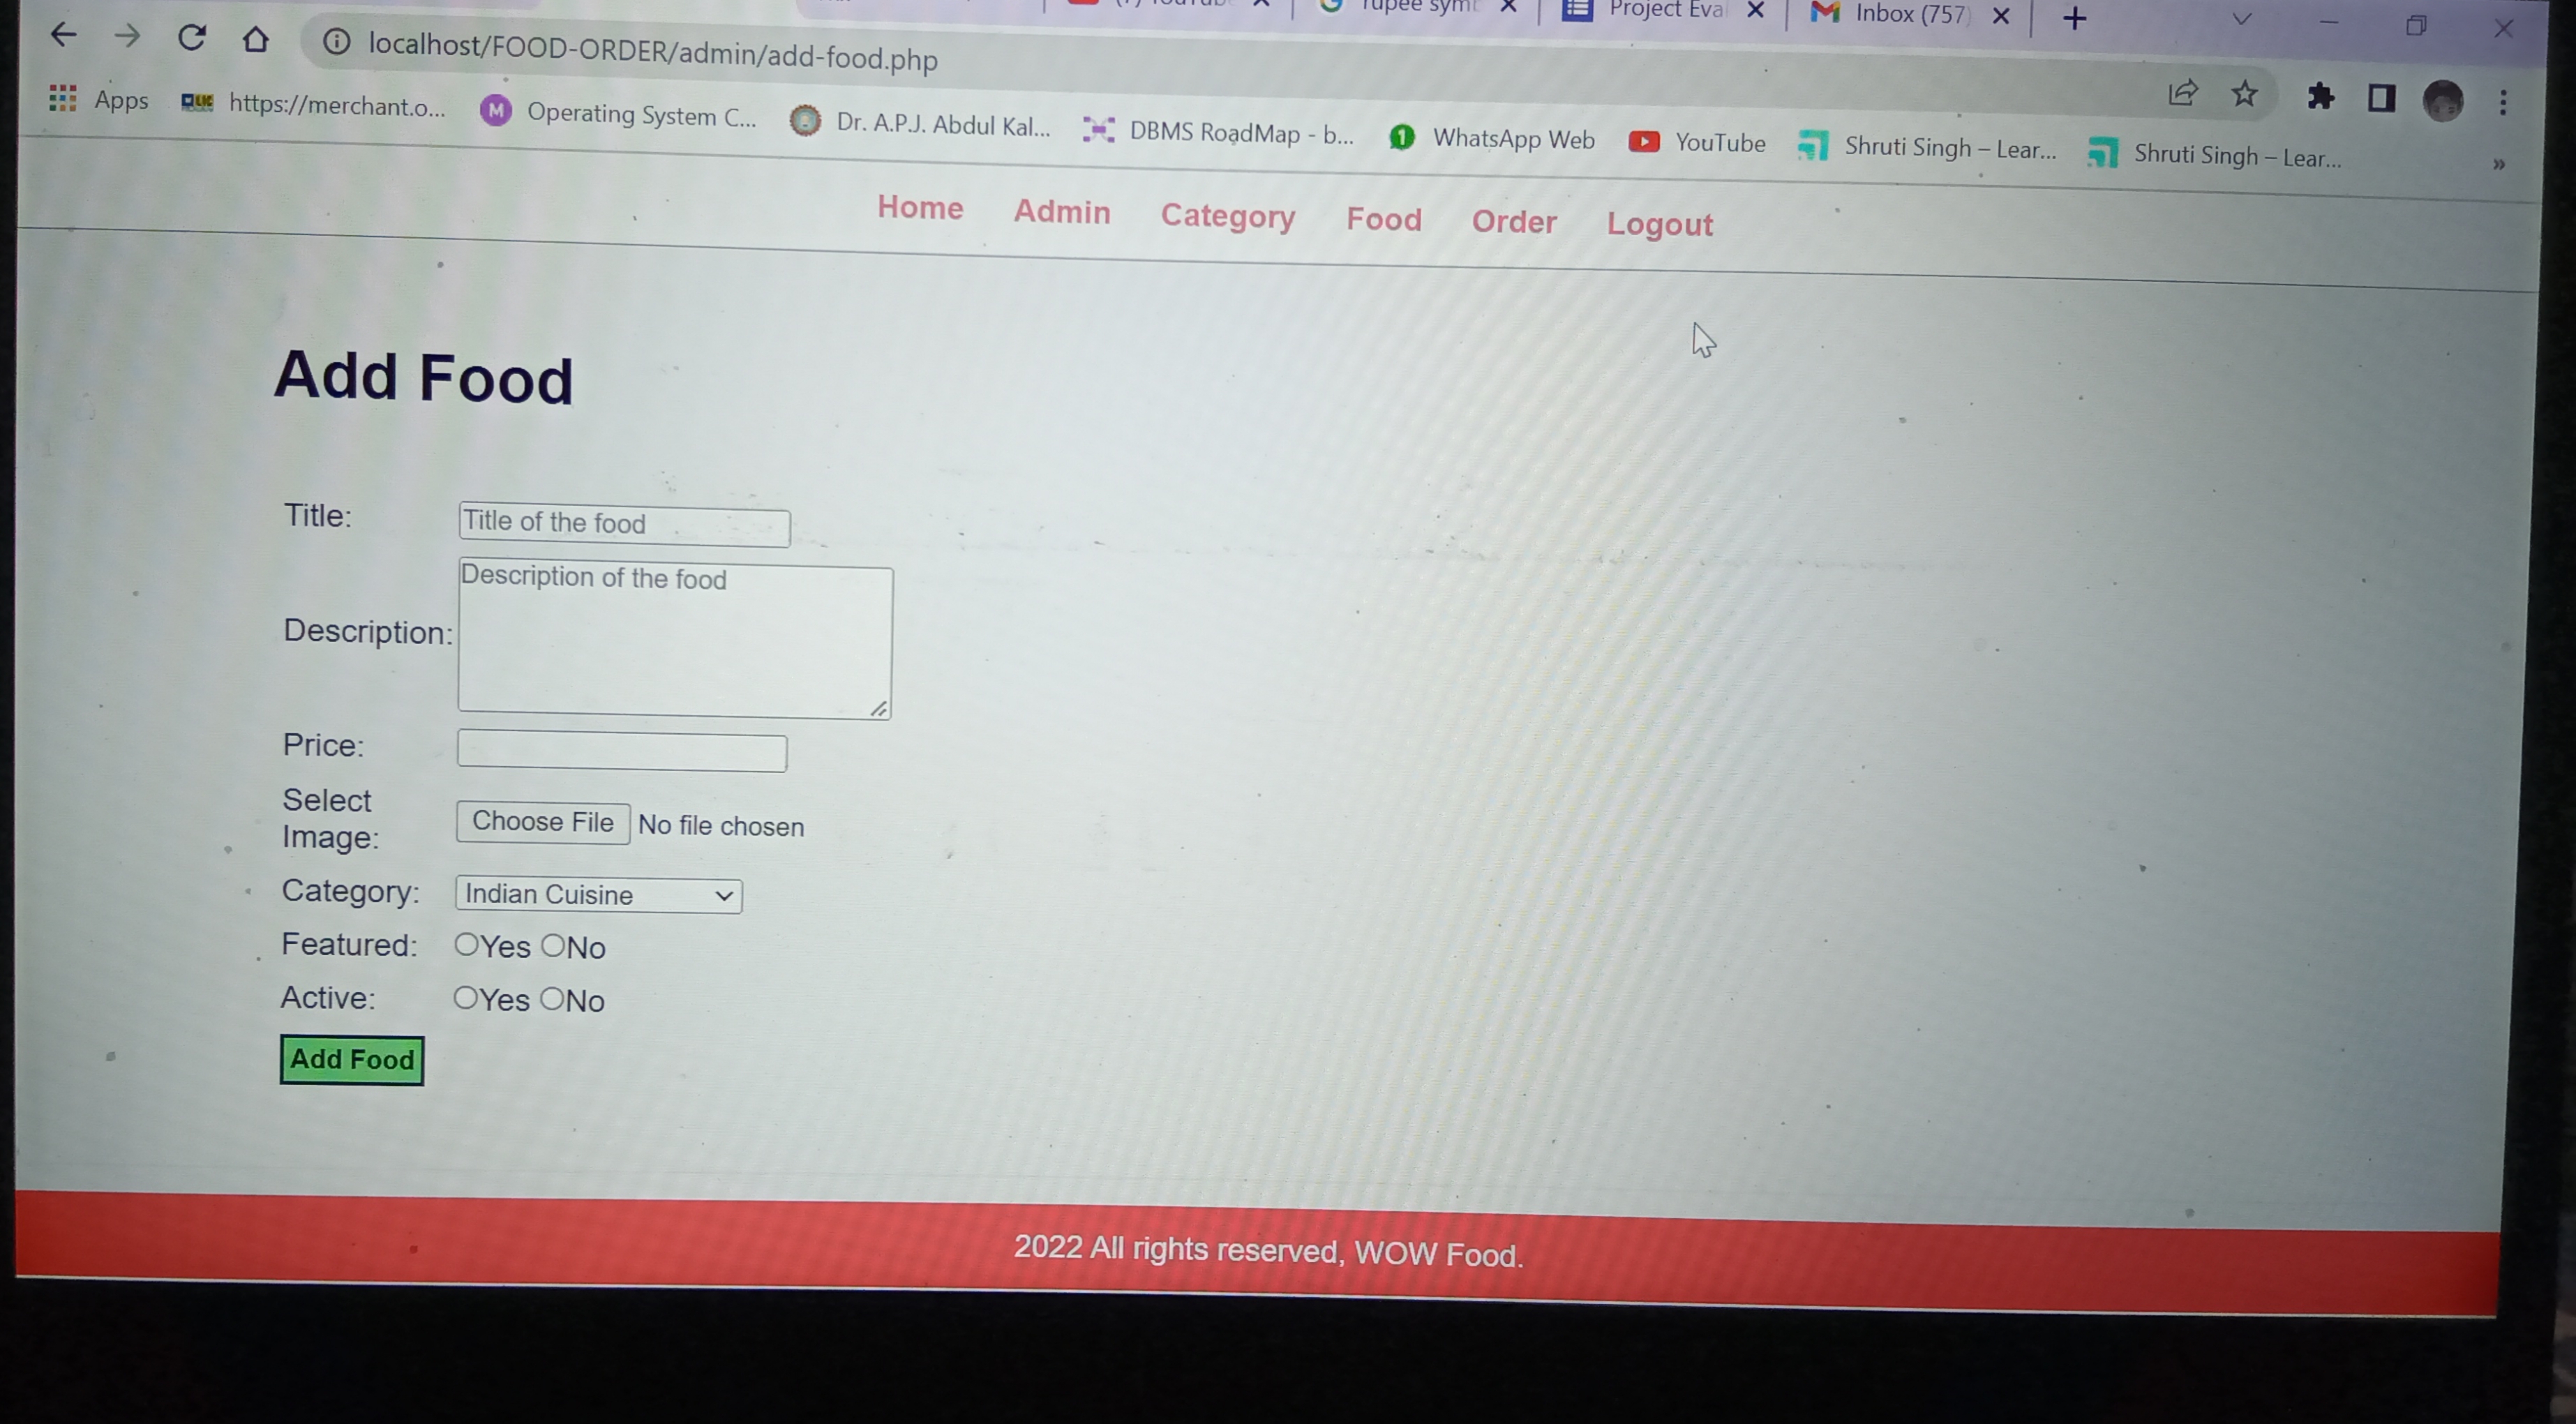 rupee sym
Project Eva
Inbox (757)
localhost/FOOD-ORDER/admin/add-food.php
Apps
https://merchant.o...
Operating System C...
Dr. A.P.J. Abdul Kal...
DBMS RoadMap - b...
WhatsApp Web
YouTube
Shruti Singh – Lear...
Shruti Singh – Lear...
Home Admin Category Food Order Logout
Add Food
Title: Title of the food
Description: Description of the food
Price:
Select
Image:
Choose File No file chosen
Category: Indian Cuisine
Featured: Yes No
Active: Yes No
Add Food
2022 All rights reserved, WOW Food.